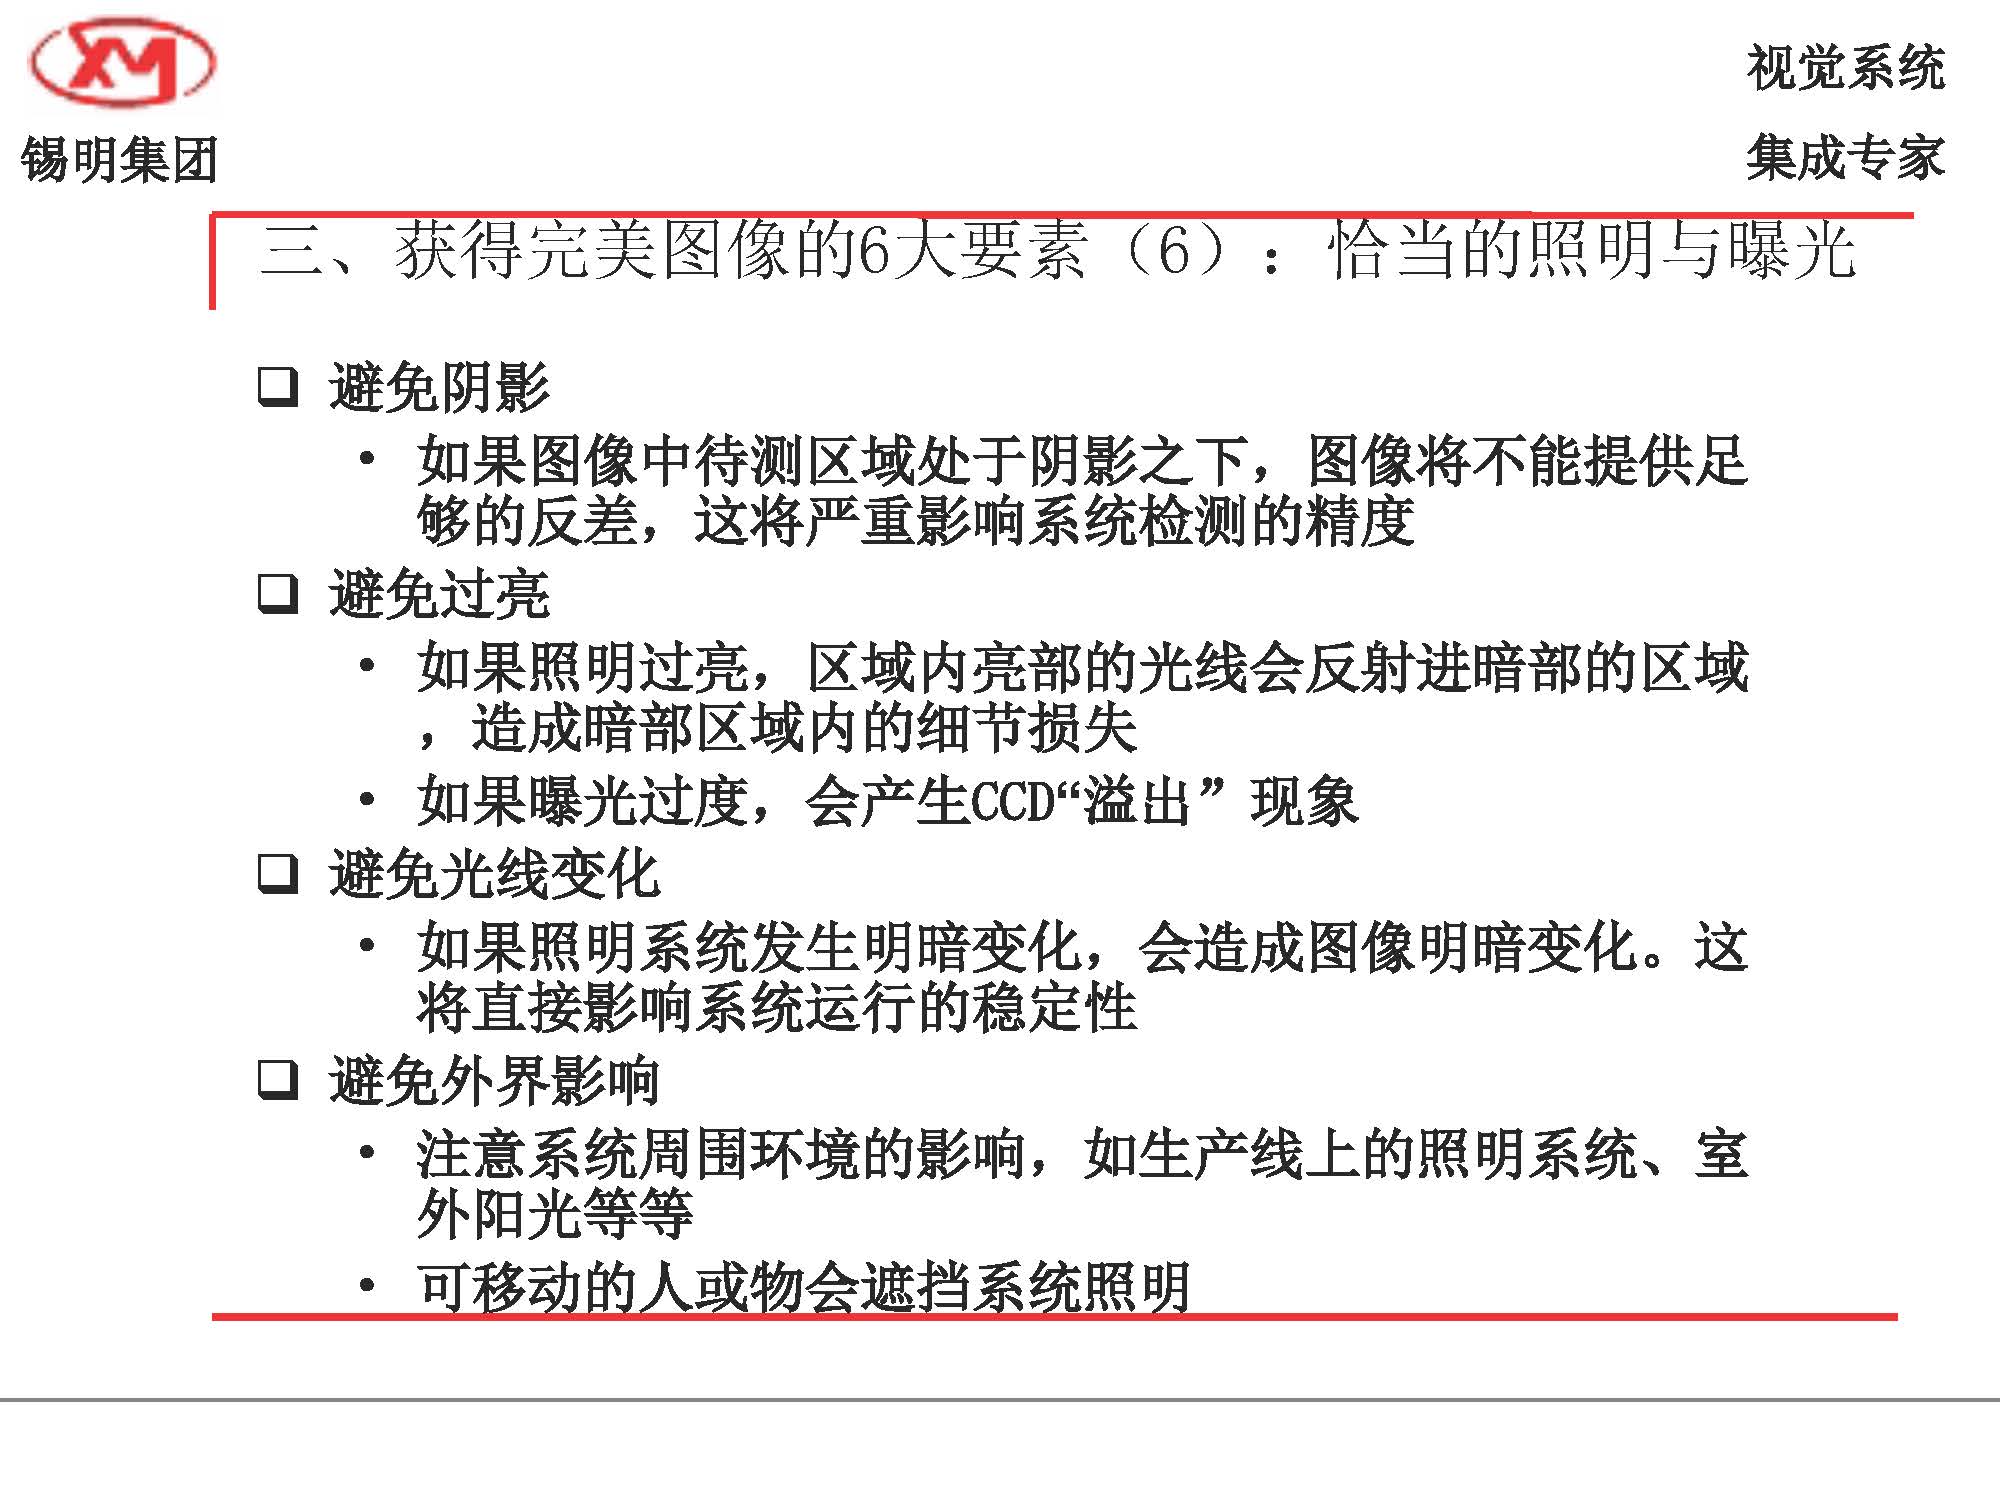 XM
锡明集团
视觉系统
集成专家
三、获得完美图像的6大要素（6）：恰当的照明与曝光
❑ 避免阴影
• 如果图像中待测区域处于阴影之下，图像将不能提供足
够的反差，这将严重影响系统检测的精度
❑ 避免过亮
• 如果照明过亮，区域内亮部的光线会反射进暗部的区域
，造成暗部区域内的细节损失
• 如果曝光过度，会产生CCD“溢出”现象
❑ 避免光线变化
• 如果照明系统发生明暗变化，会造成图像明暗变化。这
将直接影响系统运行的稳定性
❑ 避免外界影响
• 注意系统周围环境的影响，如生产线上的照明系统、室
外阳光等等
• 可移动的人或物会遮挡系统照明